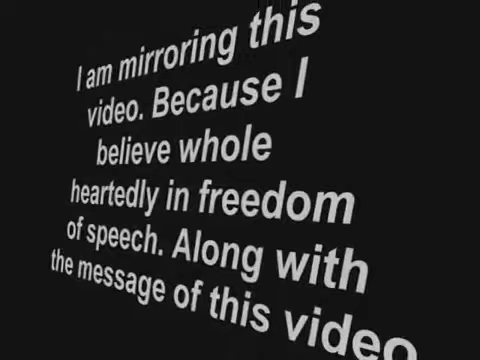 I am mirroring this
video. Because I
believe whole
heartedly in freedom
of speech. Along with
the message of this video